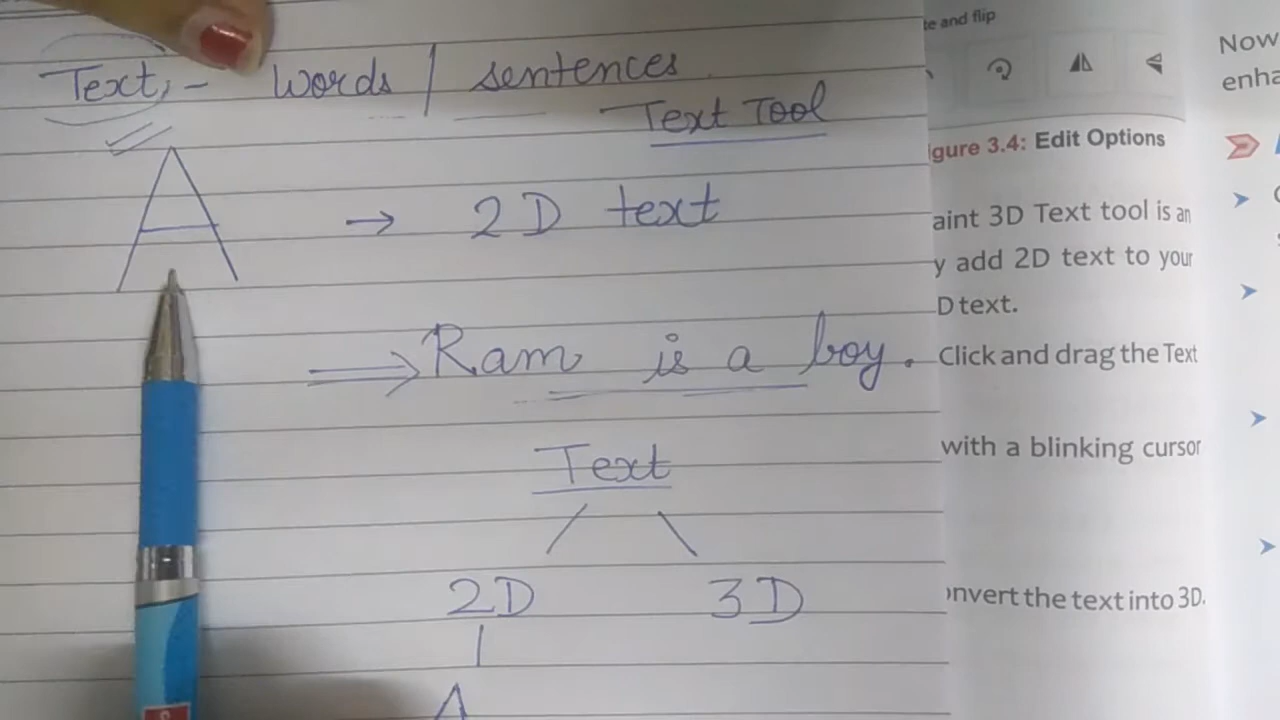 Text,- Words / sentences
Text Tool
A → 2D text
⇒ Ram is a boy.
Text
2D 3D
A
te and flip
igure 3.4: Edit Options
aint 3D Text tool is an
y add 2D text to your
D text.
Click and drag the Text
with a blinking cursor
onvert the text into 3D.
Now
enha